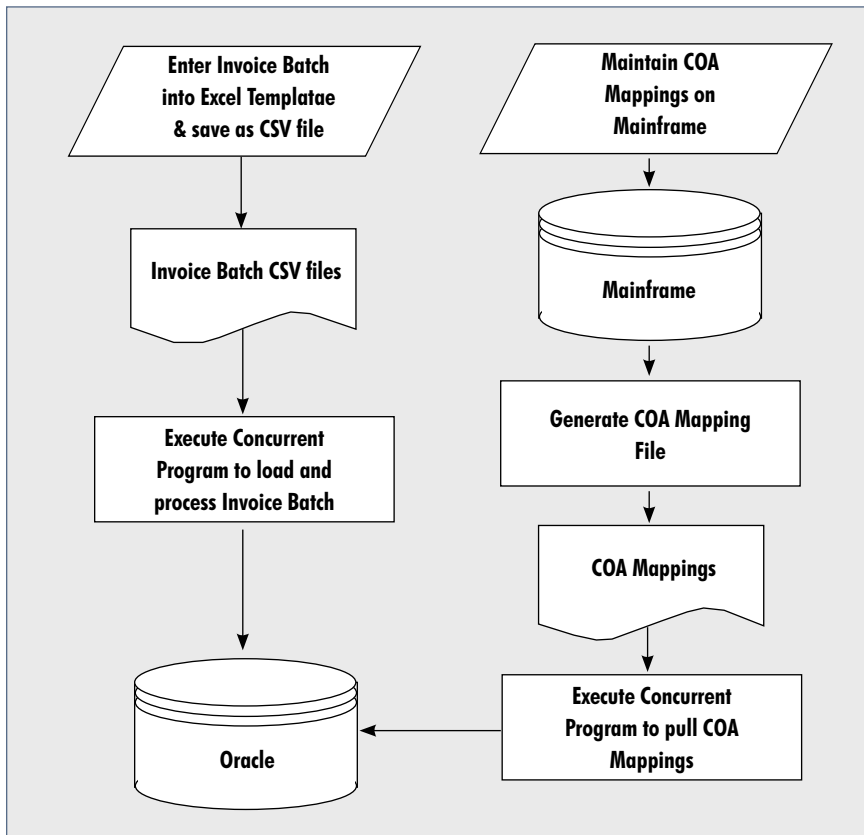 Enter Invoice Batch
into Excel Templatae
& save as CSV file
Invoice Batch CSV files
Execute Concurrent
Program to load and
process Invoice Batch
Oracle
Maintain COA
Mappings on
Mainframe
Mainframe
Generate COA Mapping
File
COA Mappings
Execute Concurrent
Program to pull COA
Mappings